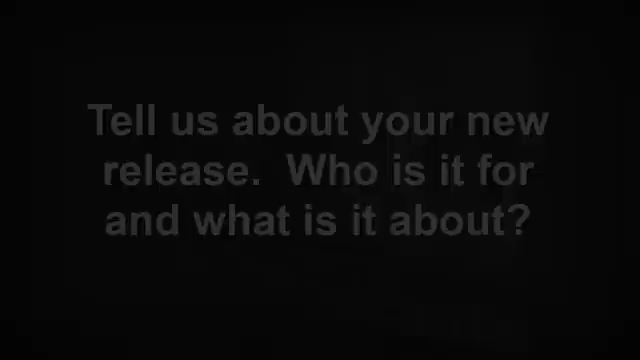 Tell us about your new
release.  Who is it for
and what is it about?